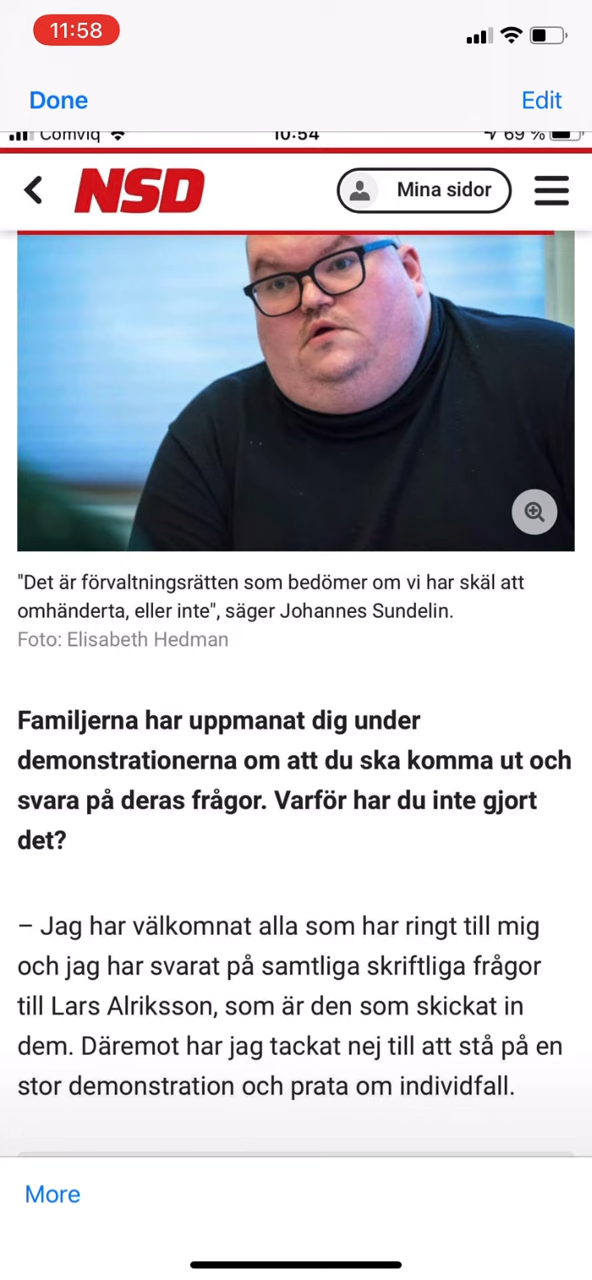 11:58
Done
Edit
Comviq
10:54
69 %
NSD
Mina sidor
"Det är förvaltningsrätten som bedömer om vi har skäl att
omhänderta, eller inte", säger Johannes Sundelin.
Foto: Elisabeth Hedman
Familjerna har uppmanat dig under
demonstrationerna om att du ska komma ut och
svara på deras frågor. Varför har du inte gjort
det?
– Jag har välkomnat alla som har ringt till mig
och jag har svarat på samtliga skriftliga frågor
till Lars Alriksson, som är den som skickat in
dem. Däremot har jag tackat nej till att stå på en
stor demonstration och prata om individfall.
More